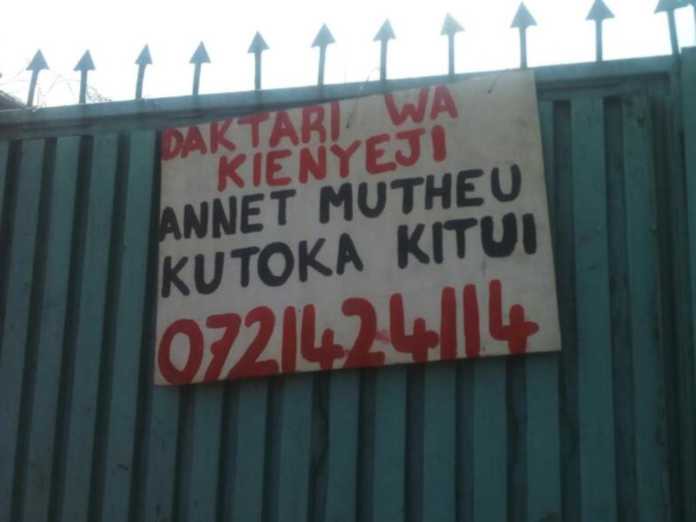 DAKTARI WA
KIENYEJI
ANNET MUTHEU
KUTOKA KITUI
0721424114